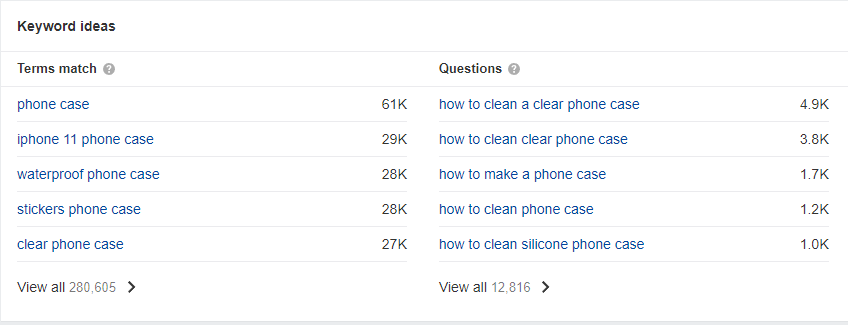 Keyword ideas
Terms match ?
phone case 61K
iphone 11 phone case 29K
waterproof phone case 28K
stickers phone case 28K
clear phone case 27K
View all 280,605
Questions ?
how to clean a clear phone case 4.9K
how to clean clear phone case 3.8K
how to make a phone case 1.7K
how to clean phone case 1.2K
how to clean silicone phone case 1.0K
View all 12,816